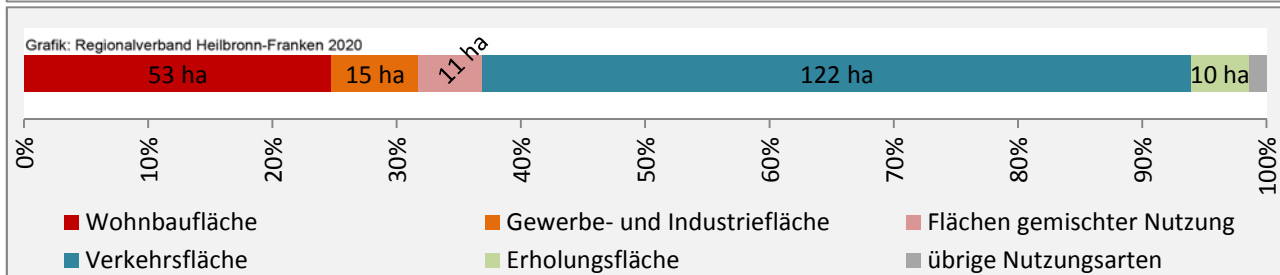 Grafik: Regionalverband Heilbronn-Franken 2020
53 ha 15 ha 11 ha 122 ha 10 ha
0% 10% 20% 30% 40% 50% 60% 70% 80% 90% 100%
Wohnbaufläche Gewerbe- und Industriefläche Flächen gemischter Nutzung
Verkehrsfläche Erholungsfläche übrige Nutzungsarten